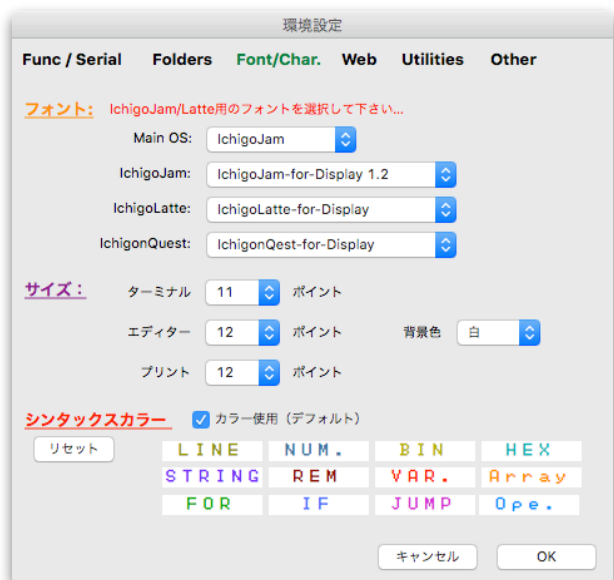 環境設定
Func / Serial Folders Font/Char. Web Utilities Other
フォント: IchigoJam/Latte用のフォントを選択して下さい...
Main OS: IchigoJam
IchigoJam: IchigoJam-for-Display 1.2
IchigoLatte: IchigoLatte-for-Display
IchigonQuest: IchigonQest-for-Display
サイズ： ターミナル 11 ポイント
エディター 12 ポイント 背景色 白
プリント 12 ポイント
シンタックスカラー カラー使用（デフォルト）
リセット LINE NUM. BIN HEX
STRING REM VAR. Array
FOR IF JUMP Ope.
キャンセル OK